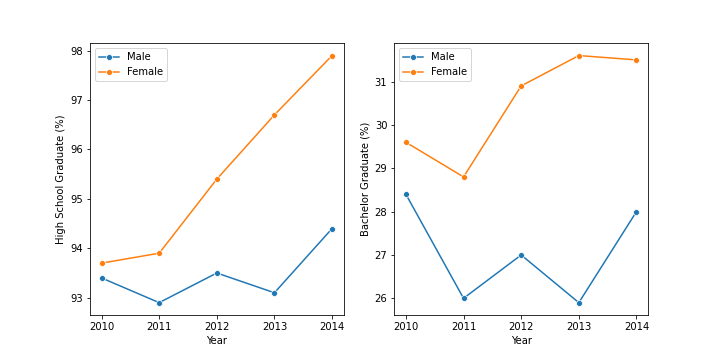 High School Graduate (%)
98
97
96
95
94
93
Male
Female
2010 2011 2012 2013 2014
Year
Bachelor Graduate (%)
31
30
29
28
27
26
Male
Female
2010 2011 2012 2013 2014
Year